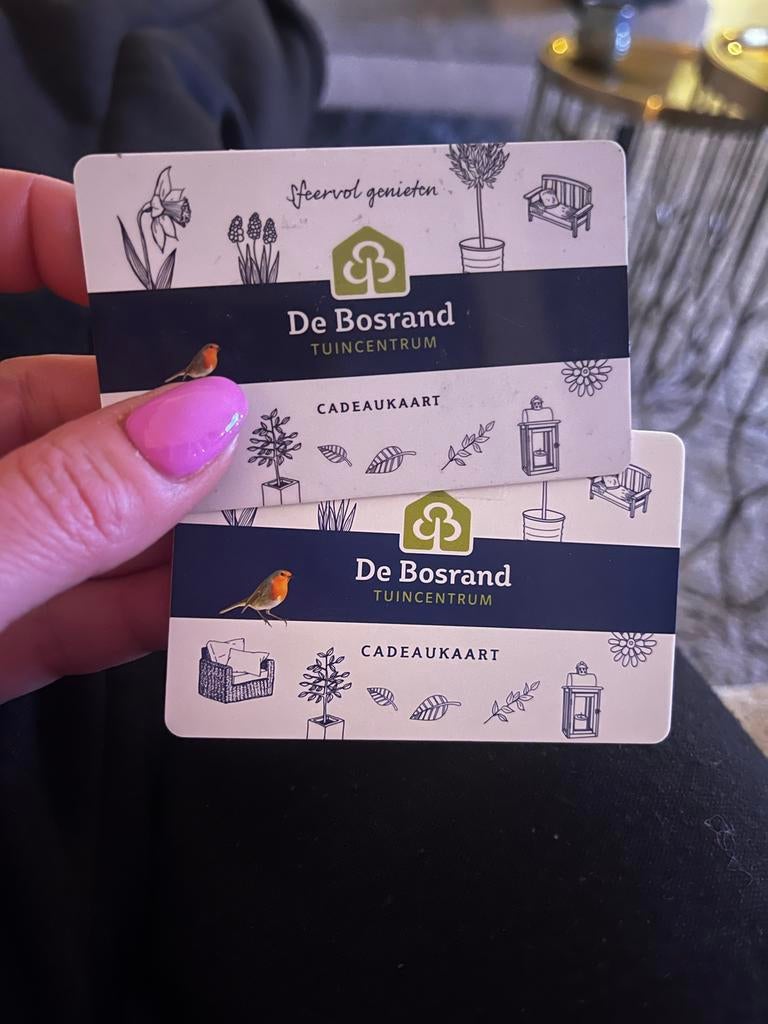 Sfeervol genieten
De Bosrand
TUINCENTRUM
CADEAUKAART
De Bosrand
TUINCENTRUM
CADEAUKAART